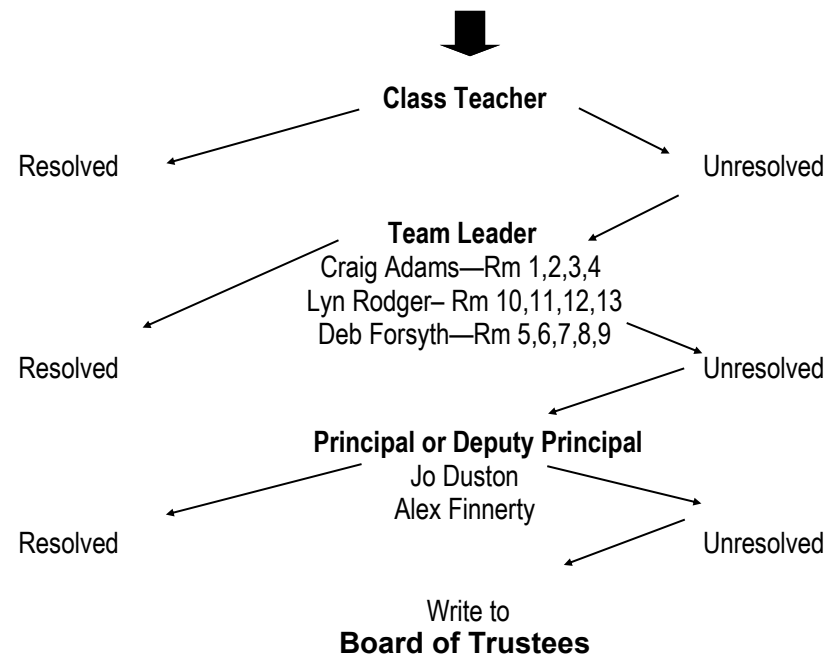 Class Teacher
Resolved
Unresolved
Team Leader
Craig Adams—Rm 1,2,3,4
Lyn Rodger– Rm 10,11,12,13
Deb Forsyth—Rm 5,6,7,8,9
Resolved
Unresolved
Principal or Deputy Principal
Jo Duston
Alex Finnerty
Resolved
Unresolved
Write to
Board of Trustees